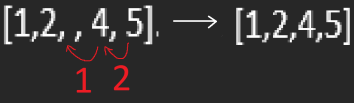 [1,2, , 4, 5]. → [1,2,4,5]
1 2